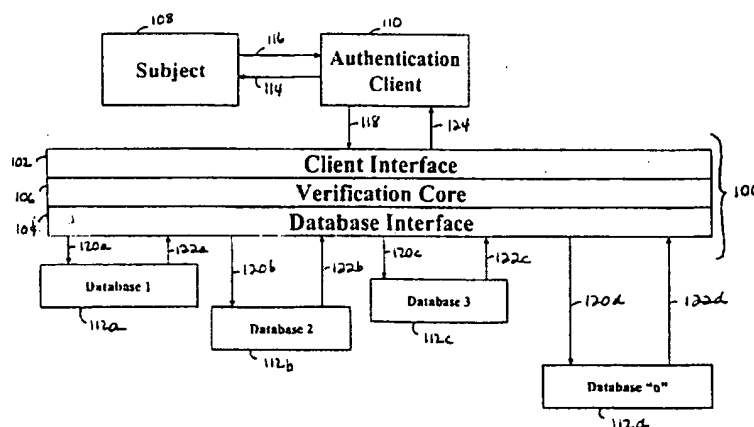 108
110
Subject
116
114
Authentication
Client
118
124
102
Client Interface
106
Verification Core
104
Database Interface
100
120a
122a
120b
122b
120c
122c
120d
122d
Database 1
112a
Database 2
112b
Database 3
112c
Database "n"
112d